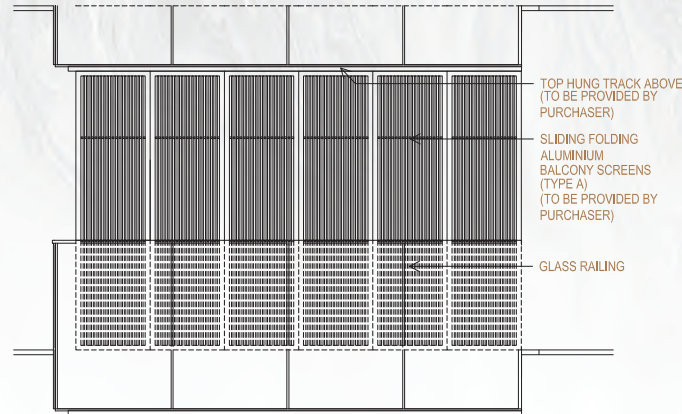 TOP HUNG TRACK ABOVE
(TO BE PROVIDED BY
PURCHASER)
SLIDING FOLDING
ALUMINIUM
BALCONY SCREENS
(TYPE A)
(TO BE PROVIDED BY
PURCHASER)
GLASS RAILING